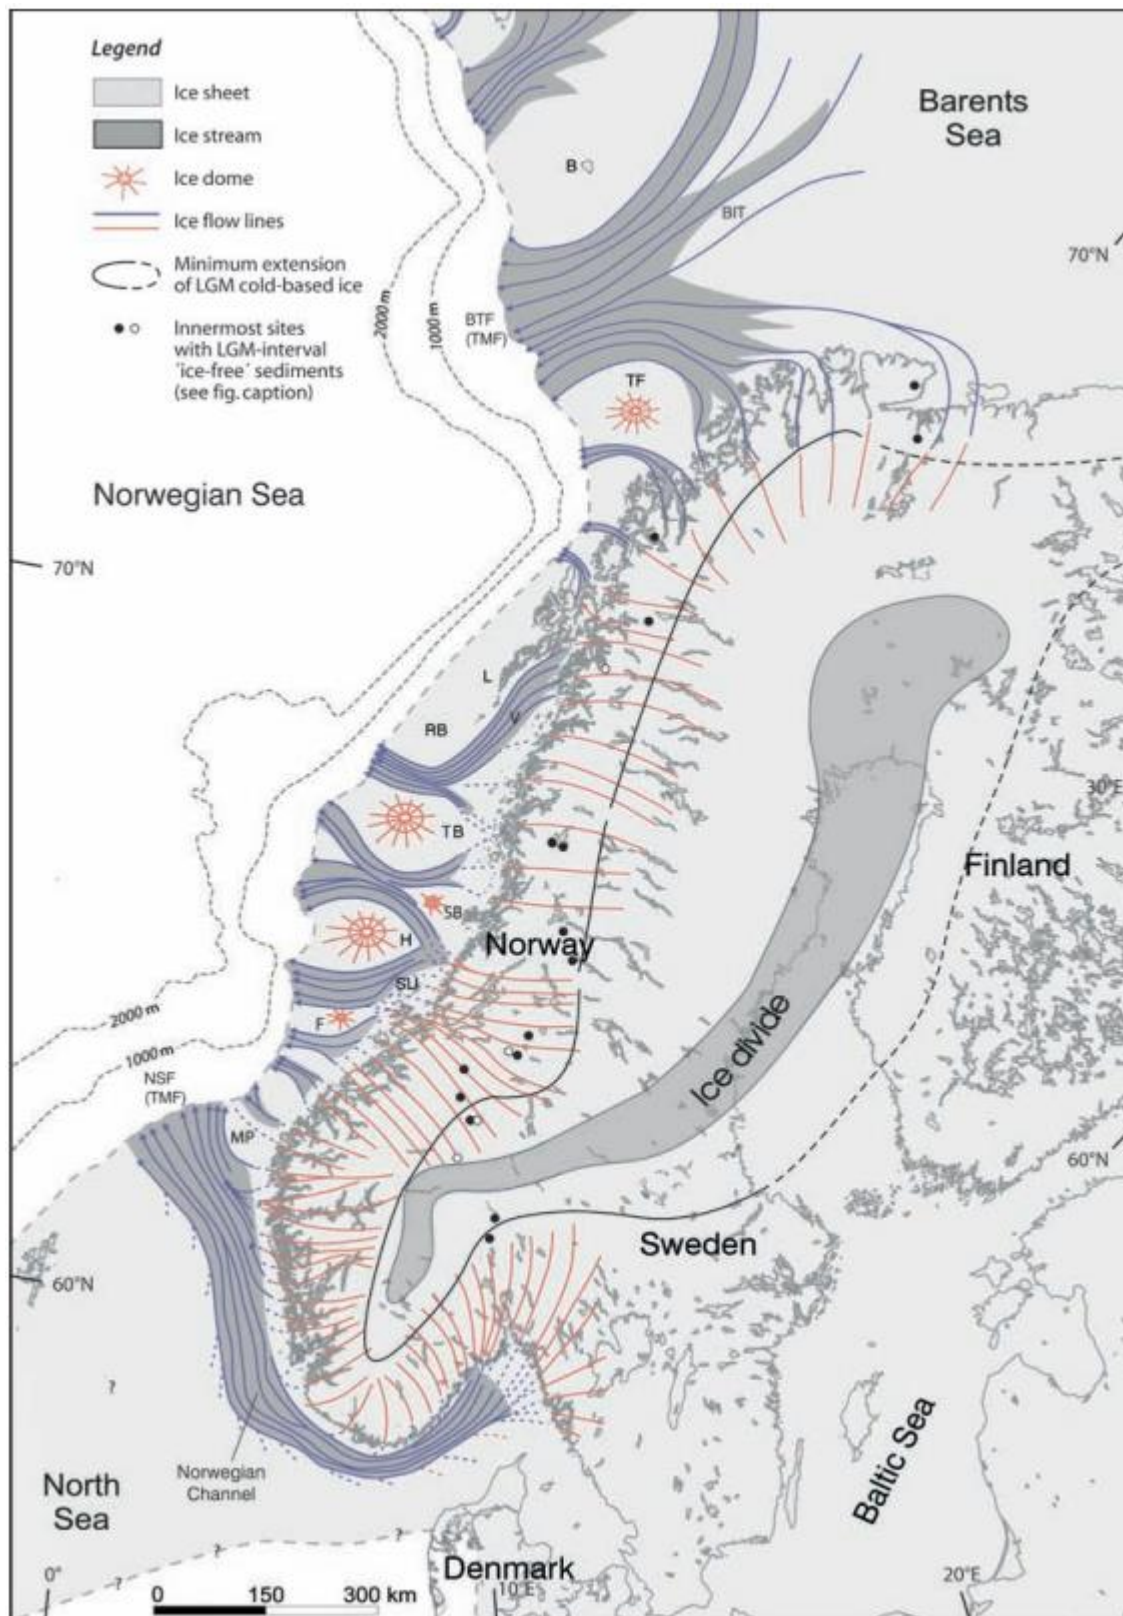 Legend
Ice sheet
Ice stream
Ice dome
Ice flow lines
Minimum extension
of LGM cold-based ice
Innermost sites
with LGM-interval
'ice-free' sediments
(see fig. caption)
Barents
Sea
B
BIT
70°N
2000 m
1000 m
BTF
(TMF)
TF
Norwegian Sea
70°N
L
V
RB
30°E
TB
Finland
SB
H
Norway
SU
F
2000 m
1000 m
Ice divide
NSF
(TMF)
MP
60°N
Sweden
60°N
?
Norwegian
Channel
Baltic Sea
North
Sea
?
?
?
0°
Denmark
10°E
20°E
0 150 300 km